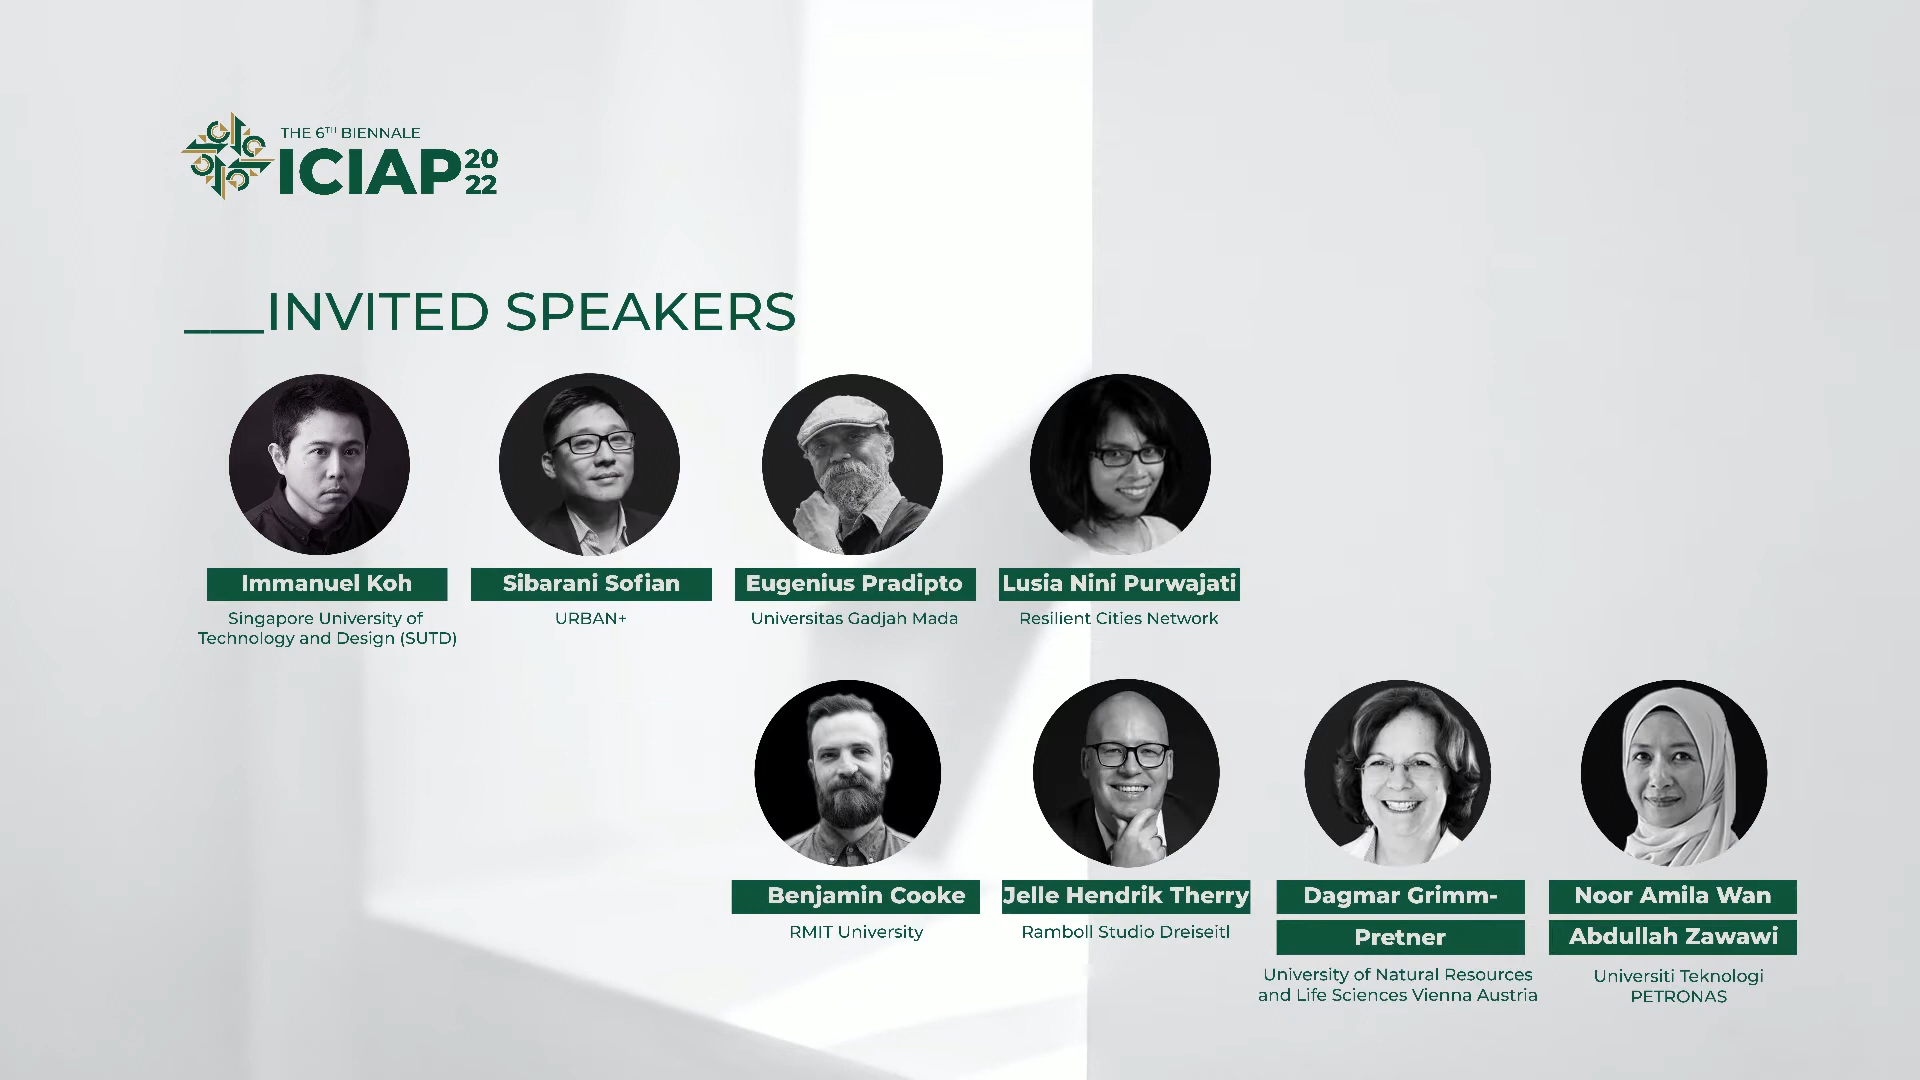 THE 6TH BIENNALE
ICIAP 20
22
___INVITED SPEAKERS
Immanuel Koh
Singapore University of
Technology and Design (SUTD)
Sibarani Sofian
URBAN+
Eugenius Pradipto
Universitas Gadjah Mada
Lusia Nini Purwajati
Resilient Cities Network
Benjamin Cooke
RMIT University
Jelle Hendrik Therry
Ramboll Studio Dreiseitl
Dagmar Grimm-
Pretner
University of Natural Resources
and Life Sciences Vienna Austria
Noor Amila Wan
Abdullah Zawawi
Universiti Teknologi
PETRONAS